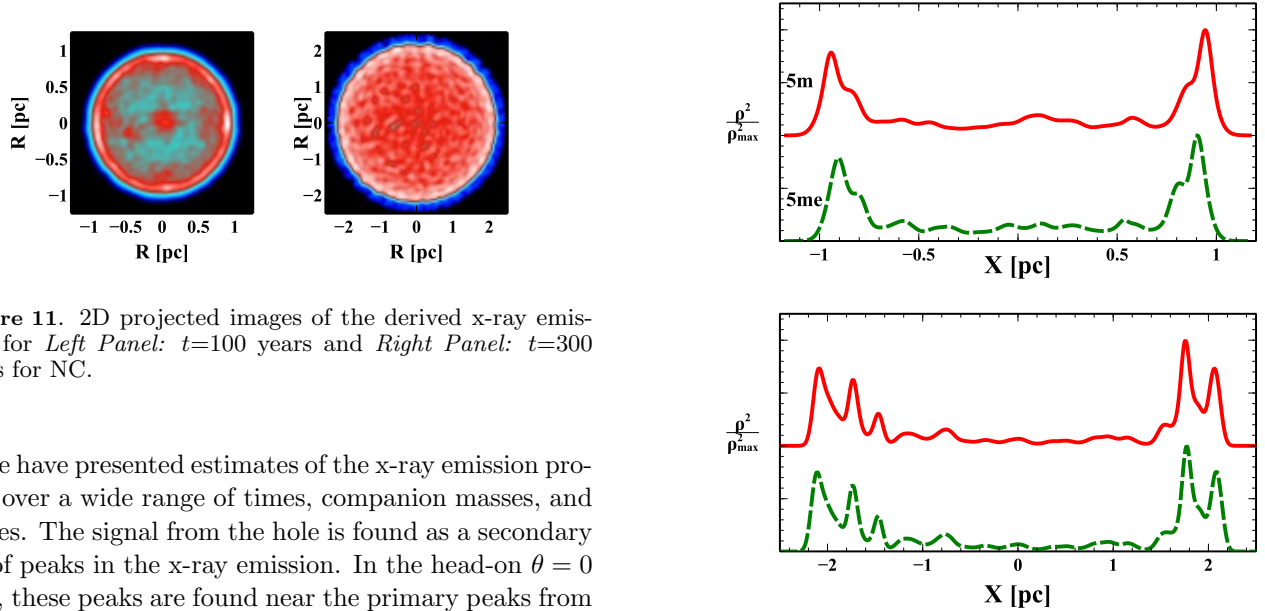 1
0.5
0
−0.5
−1
R [pc]
−1 −0.5 0 0.5 1
R [pc]
2
1
0
−1
−2
R [pc]
−2 −1 0 1 2
R [pc]
re 11. 2D projected images of the derived x-ray emis-
for Left Panel: t=100 years and Right Panel: t=300
s for NC.
e have presented estimates of the x-ray emission pro-
over a wide range of times, companion masses, and
es. The signal from the hole is found as a secondary
of peaks in the x-ray emission. In the head-on θ = 0
, these peaks are found near the primary peaks from
5m
ρ²
ρ²max
5me
−1 −0.5 0 0.5 1
X [pc]
ρ²
ρ²max
−2 −1 0 1 2
X [pc]